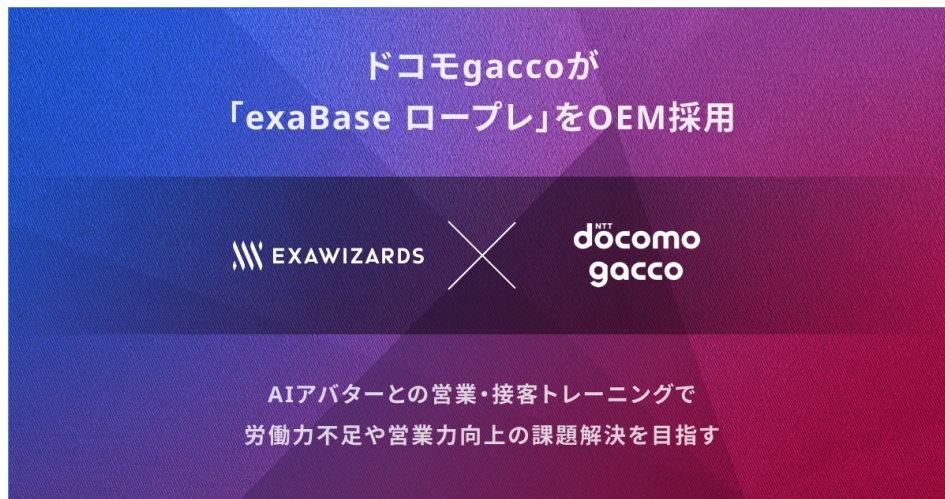 ドコモgaccoが
「exaBase ロープレ」をOEM採用
EXAWIZARDS
NTT
docomo
gacco
AIアバターとの営業・接客トレーニングで
労働力不足や営業力向上の課題解決を目指す